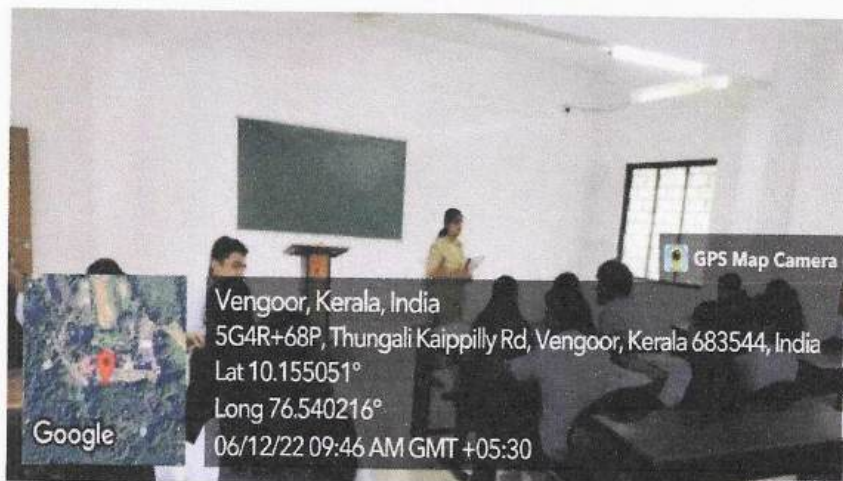 GPS Map Camera
Vengoor, Kerala, India
5G4R+68P, Thungali Kaippilly Rd, Vengoor, Kerala 683544, India
Lat 10.155051°
Long 76.540216°
06/12/22 09:46 AM GMT +05:30
Google